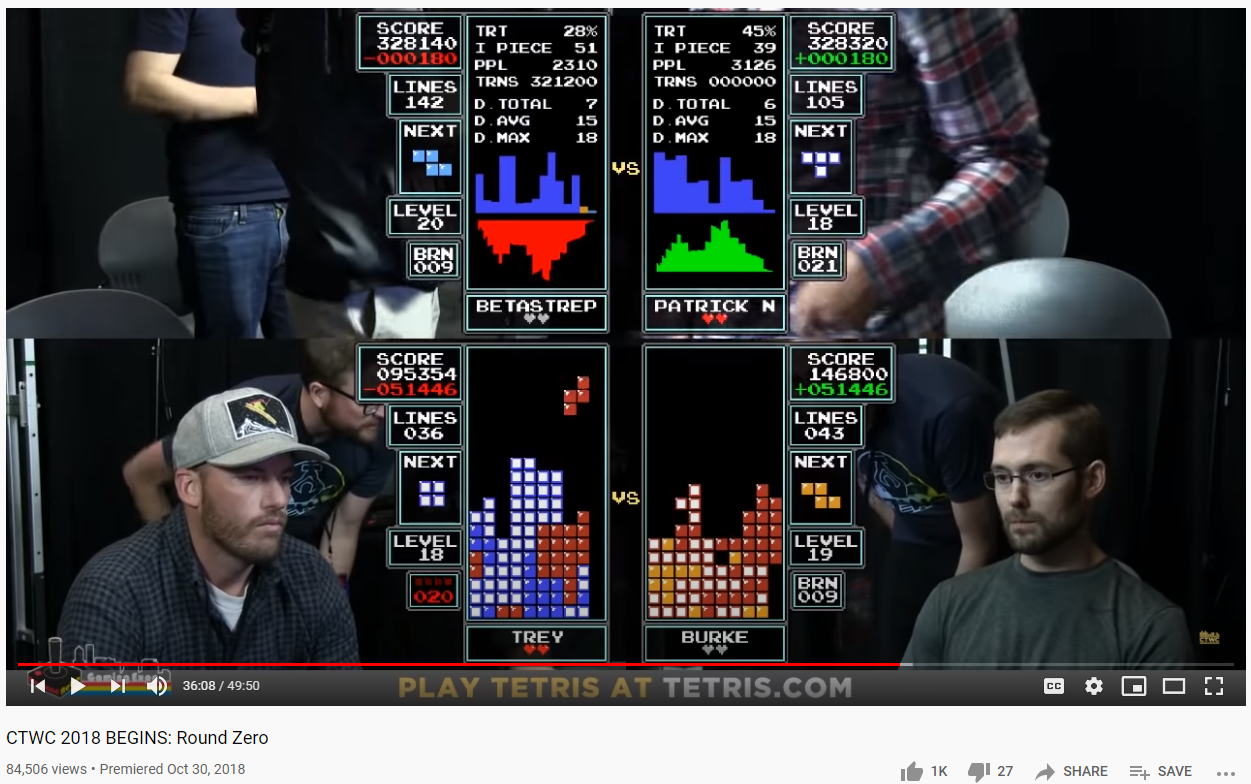 SCORE
328140
-000180
LINES
142
NEXT
LEVEL
20
BRN
009
TRT 28%
I PIECE 51
PPL 2310
TRNS 321200
D.TOTAL 7
D.AVG 15
D.MAX 18
BETASTREP
VS
TRT 45%
I PIECE 39
PPL 3126
TRNS 000000
D.TOTAL 6
D.AVG 15
D.MAX 18
PATRICK N
SCORE
328320
+000180
LINES
105
NEXT
LEVEL
18
BRN
021
SCORE
095354
-051446
LINES
036
NEXT
LEVEL
18
020
TREY
VS
BURKE
SCORE
146800
+051446
LINES
043
NEXT
LEVEL
19
BRN
009
CTWC
36:08 / 49:50
PLAY TETRIS AT TETRIS.COM
CC
CTWC 2018 BEGINS: Round Zero
84,506 views • Premiered Oct 30, 2018
1K
27
SHARE
SAVE